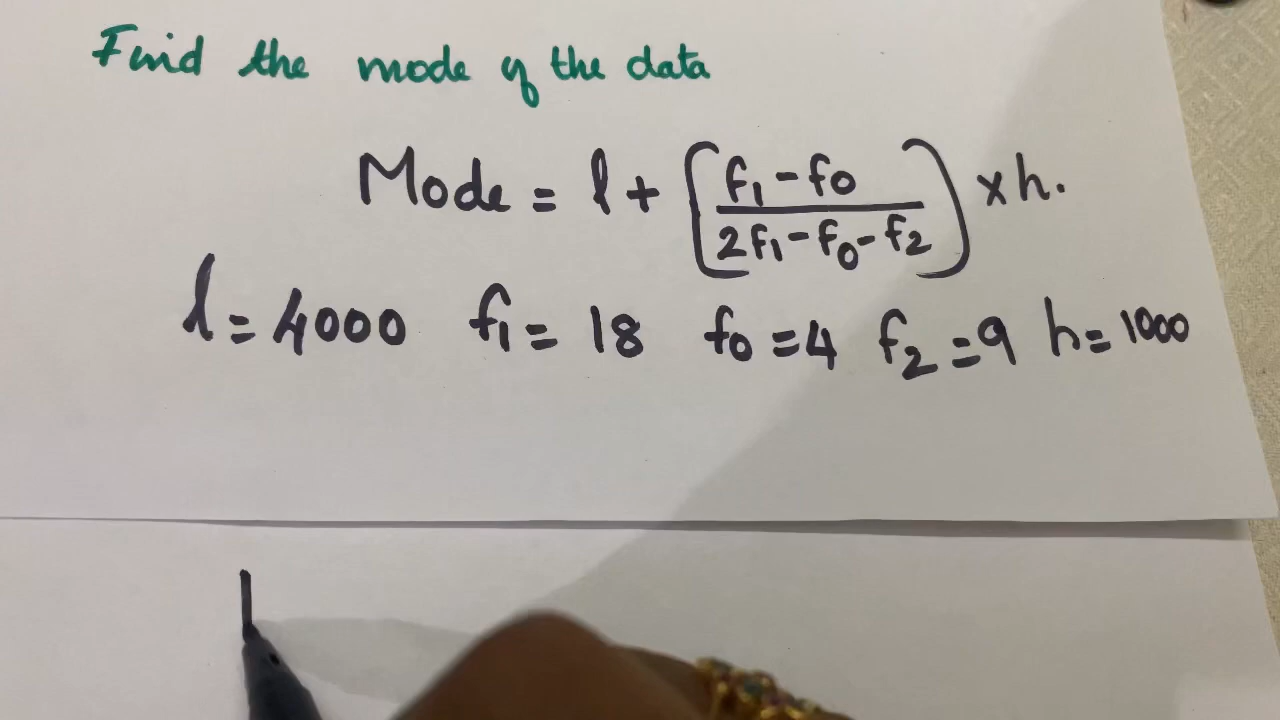 Find the mode of the data
Mode = l + [f₁ - f₀ / 2f₁ - f₀ - f₂) × h.
l = 4000 f₁ = 18 f₀ = 4 f₂ = 9 h = 1000